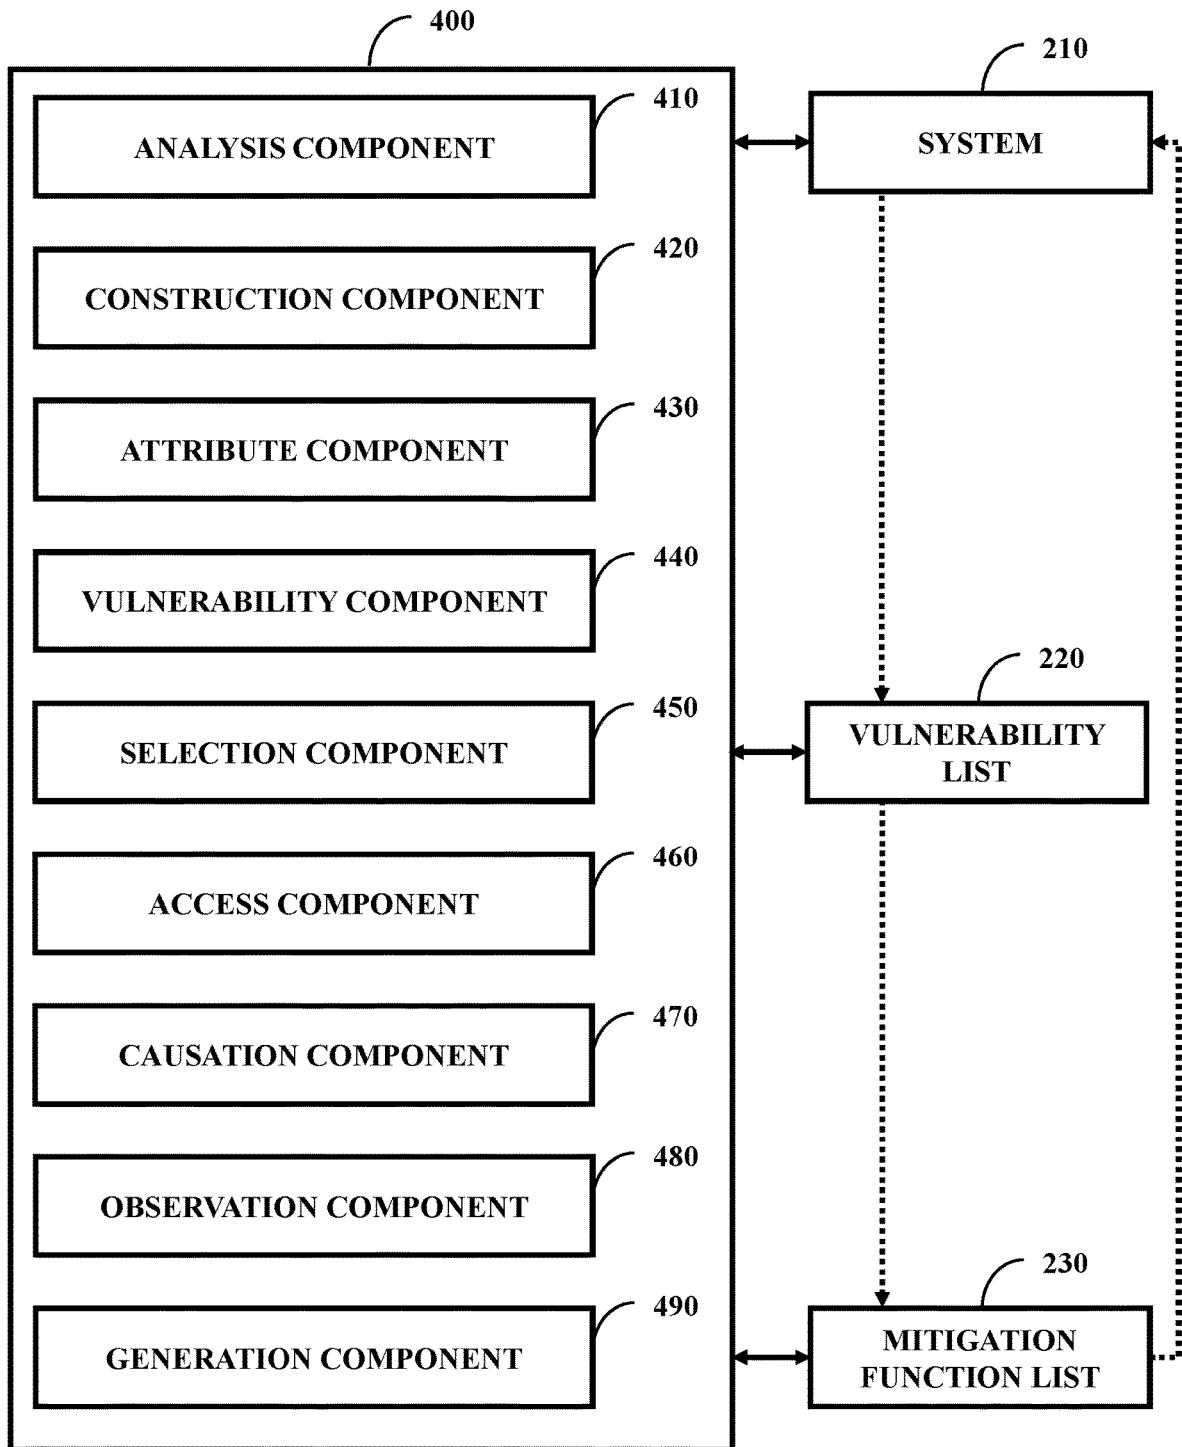 400
210
410
ANALYSIS COMPONENT
SYSTEM
420
CONSTRUCTION COMPONENT
430
ATTRIBUTE COMPONENT
440
VULNERABILITY COMPONENT
220
450
SELECTION COMPONENT
VULNERABILITY
LIST
460
ACCESS COMPONENT
470
CAUSATION COMPONENT
480
OBSERVATION COMPONENT
230
490
GENERATION COMPONENT
MITIGATION
FUNCTION LIST